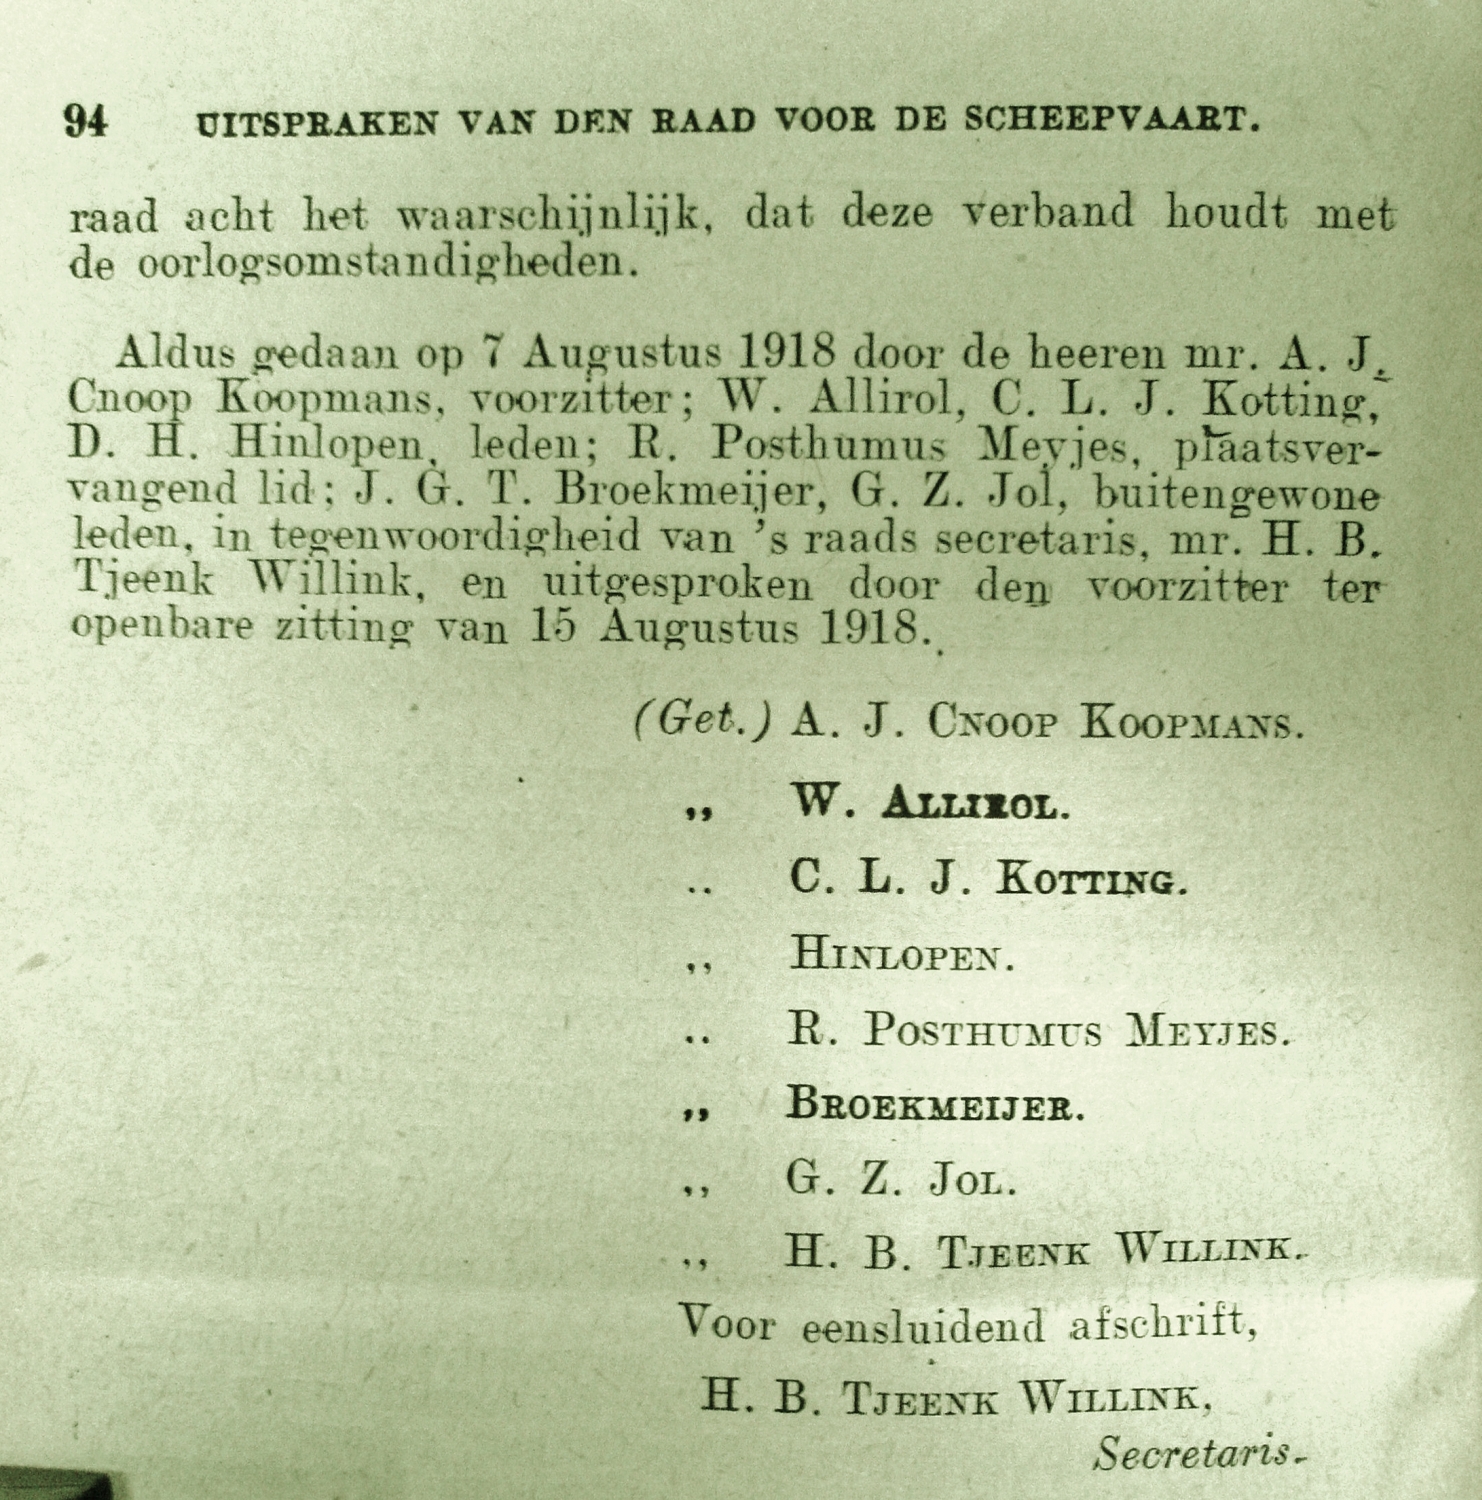 94 UITSPRAKEN VAN DEN RAAD VOOR DE SCHEEPVAART.
raad acht het waarschijnlijk, dat deze verband houdt met
de oorlogsomstandigheden.
Aldus gedaan op 7 Augustus 1918 door de heeren mr. A. J.
Cnoop Koopmans, voorzitter; W. Allirol, C. L. J. Kotting,
D. H. Hinlopen, leden; R. Posthumus Meyjes, plaatsver-
vangend lid; J. G. T. Broekmeijer, G. Z. Jol, buitengewone
leden, in tegenwoordigheid van 's raads secretaris, mr. H. B.
Tjeenk Willink, en uitgesproken door den voorzitter ter
openbare zitting van 15 Augustus 1918.
(Get.) A. J. CNOOP KOOPMANS.
„ W. ALLIROL.
„ C. L. J. KOTTING.
„ HINLOPEN.
„ R. POSTHUMUS MEYJES.
„ BROEKMEIJER.
„ G. Z. JOL.
„ H. B. TJEENK WILLINK.
Voor eensluidend afschrift,
H. B. TJEENK WILLINK,
Secretaris.